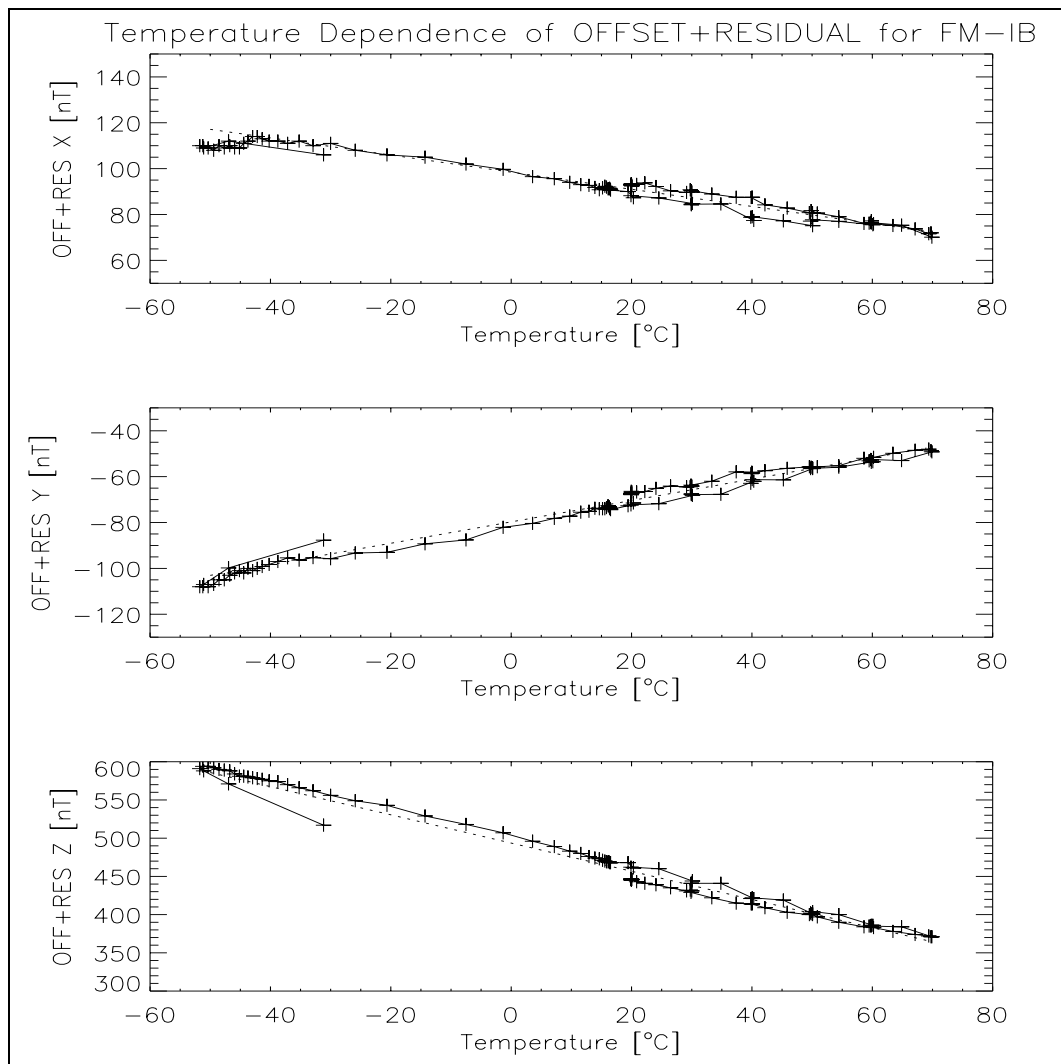 Temperature Dependence of OFFSET+RESIDUAL for FM−IB
OFF+RES X [nT]
140
120
100
80
60
−60 −40 −20 0 20 40 60 80
Temperature [°C]
OFF+RES Y [nT]
−40
−60
−80
−100
−120
−60 −40 −20 0 20 40 60 80
Temperature [°C]
OFF+RES Z [nT]
600
550
500
450
400
350
300
−60 −40 −20 0 20 40 60 80
Temperature [°C]